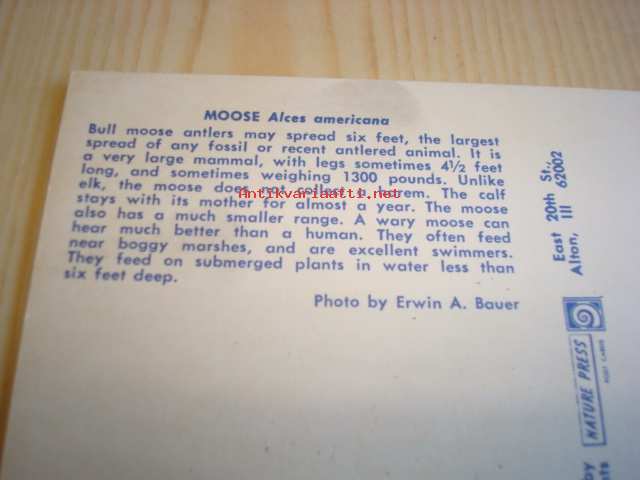 MOOSE Alces americana
Bull moose antlers may spread six feet, the largest
spread of any fossil or recent antlered animal. It is
a very large mammal, with legs sometimes 4½ feet
long, and sometimes weighing 1300 pounds. Unlike
elk, the moose does not collect a harem. The calf
stays with its mother for almost a year. The moose
also has a much smaller range. A wary moose can
hear much better than a human. They often feed
near boggy marshes, and are excellent swimmers.
They feed on submerged plants in water less than
six feet deep.
Photo by Erwin A. Bauer
Antikvariaatti.net
East 20th St.,
Alton, Ill 62002
NATURE PRESS
POST CARDS
by